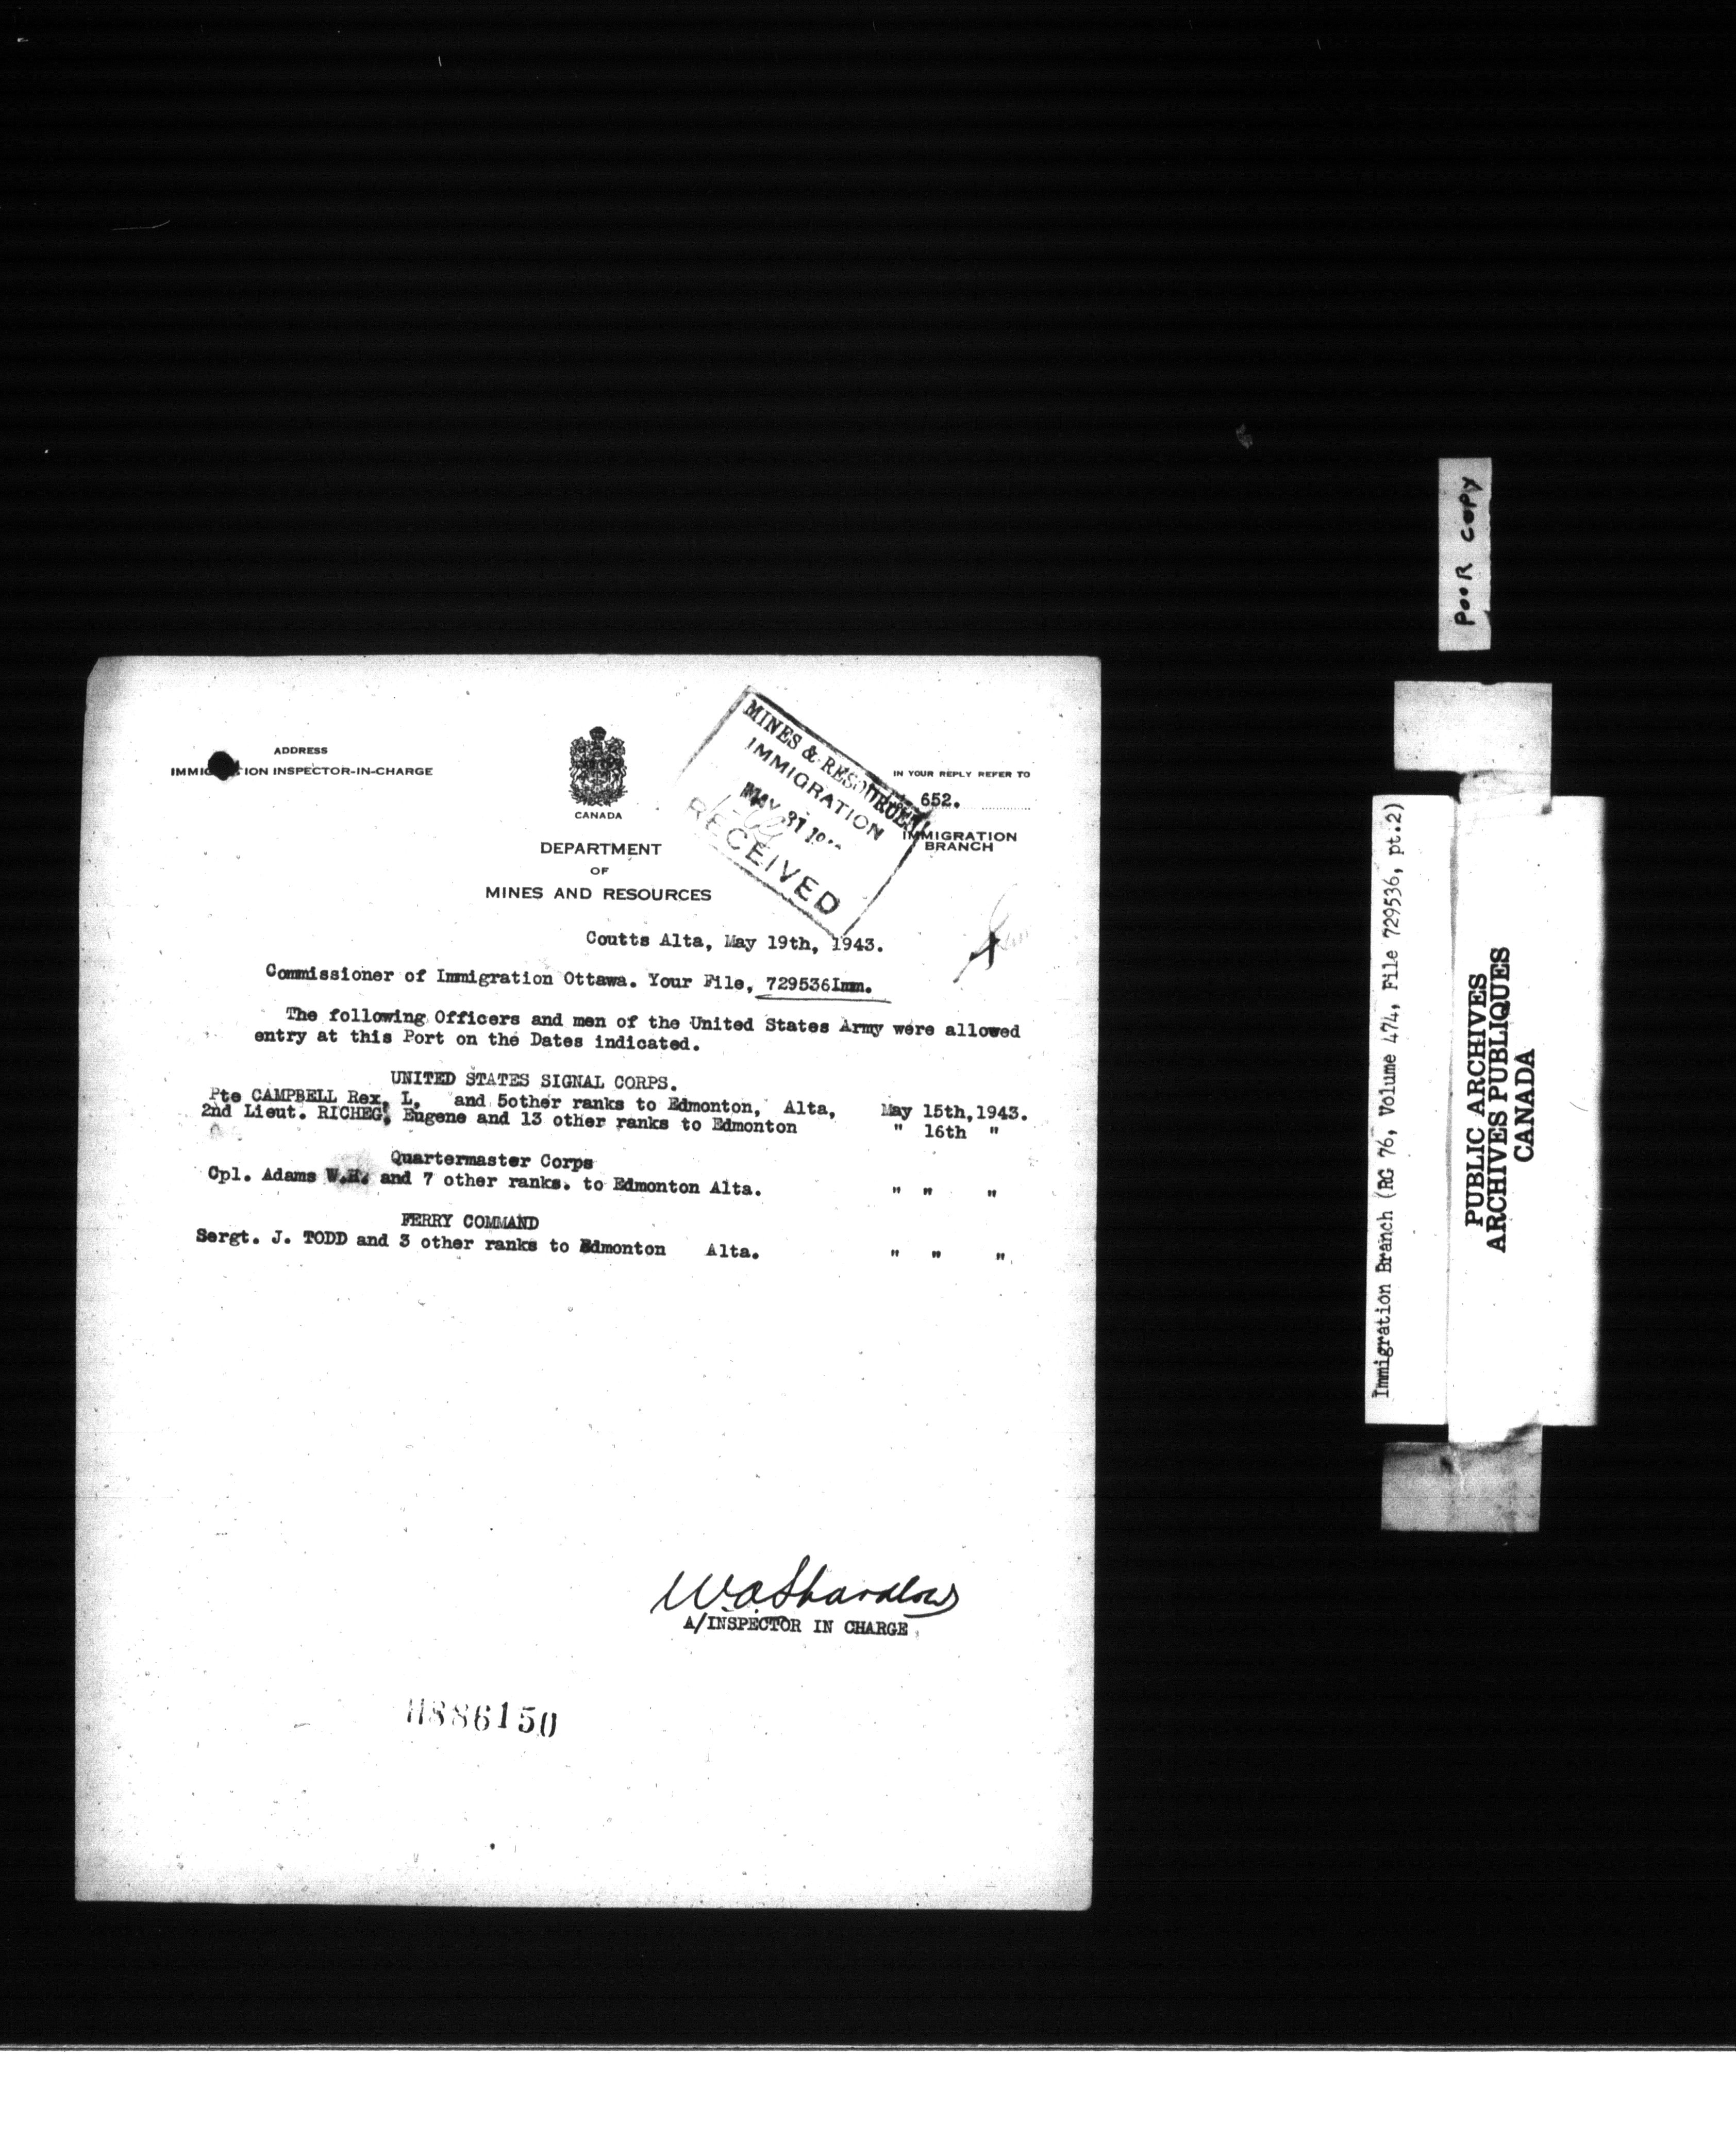 ADDRESS
IMMIG ION INSPECTOR-IN-CHARGE
CANADA
DEPARTMENT
OF
MINES AND RESOURCES
MINES & RESOURCES
IMMIGRATION
MAY 31
RECEIVED
IN YOUR REPLY REFER TO
652.
IMMIGRATION
BRANCH
Coutts Alta, May 19th, 1943.
Commissioner of Immigration Ottawa. Your File, 729536Imm.
The following Officers and men of the United States Army were allowed
entry at this Port on the Dates indicated.
UNITED STATES SIGNAL CORPS.
Pte CAMPBELL Rex, L, and 5other ranks to Edmonton, Alta, May 15th,1943.
2nd Lieut. RICHEG, Eugene and 13 other ranks to Edmonton " 16th "
Quartermaster Corps
Cpl. Adams W.H. and 7 other ranks. to Edmonton Alta. " " "
FERRY COMMAND
Sergt. J. TODD and 3 other ranks to Edmonton Alta. " " "
W.A. Shardlow
A/INSPECTOR IN CHARGE
H886150
POOR COPY
Immigration Branch (RG 76, Volume 474, File 729536, pt.2)
PUBLIC ARCHIVES
ARCHIVES PUBLIQUES
CANADA